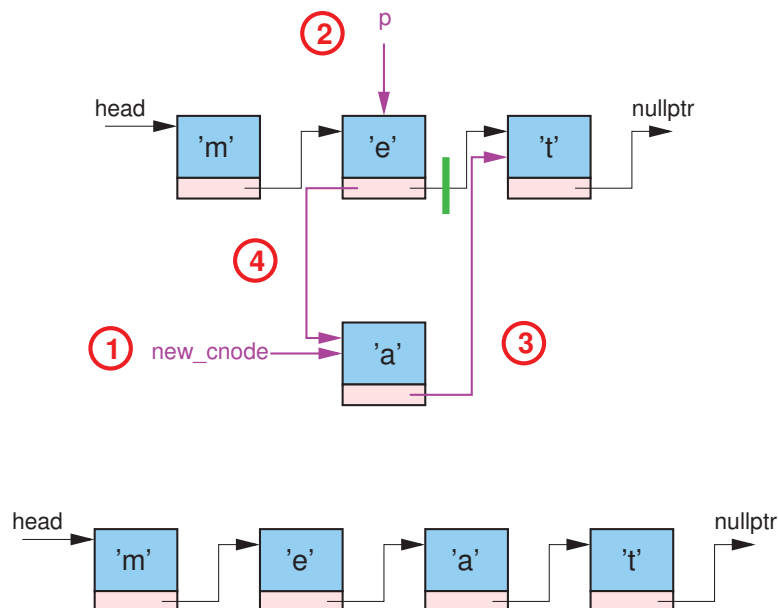 2 p
head nullptr
'm' 'e' 't'
4
1 new_cnode 'a' 3
head nullptr
'm' 'e' 'a' 't'